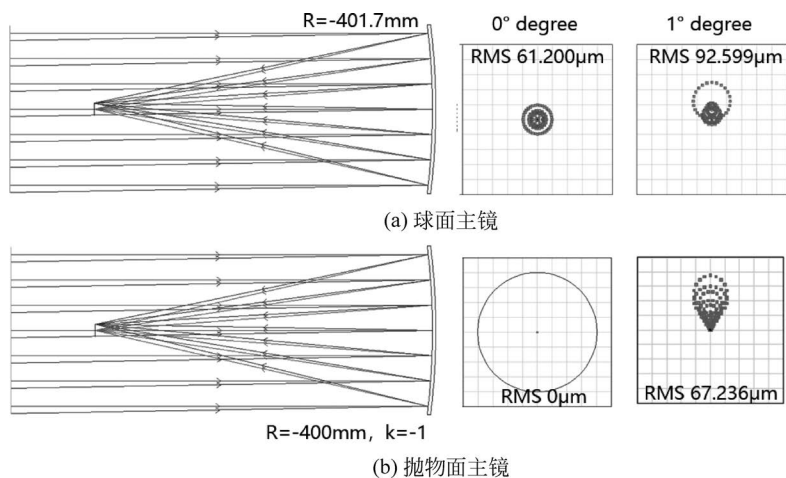 R=-401.7mm
0° degree
1° degree
RMS 61.200μm
RMS 92.599μm
(a) 球面主镜
RMS 0μm
RMS 67.236μm
R=-400mm, k=-1
(b) 抛物面主镜